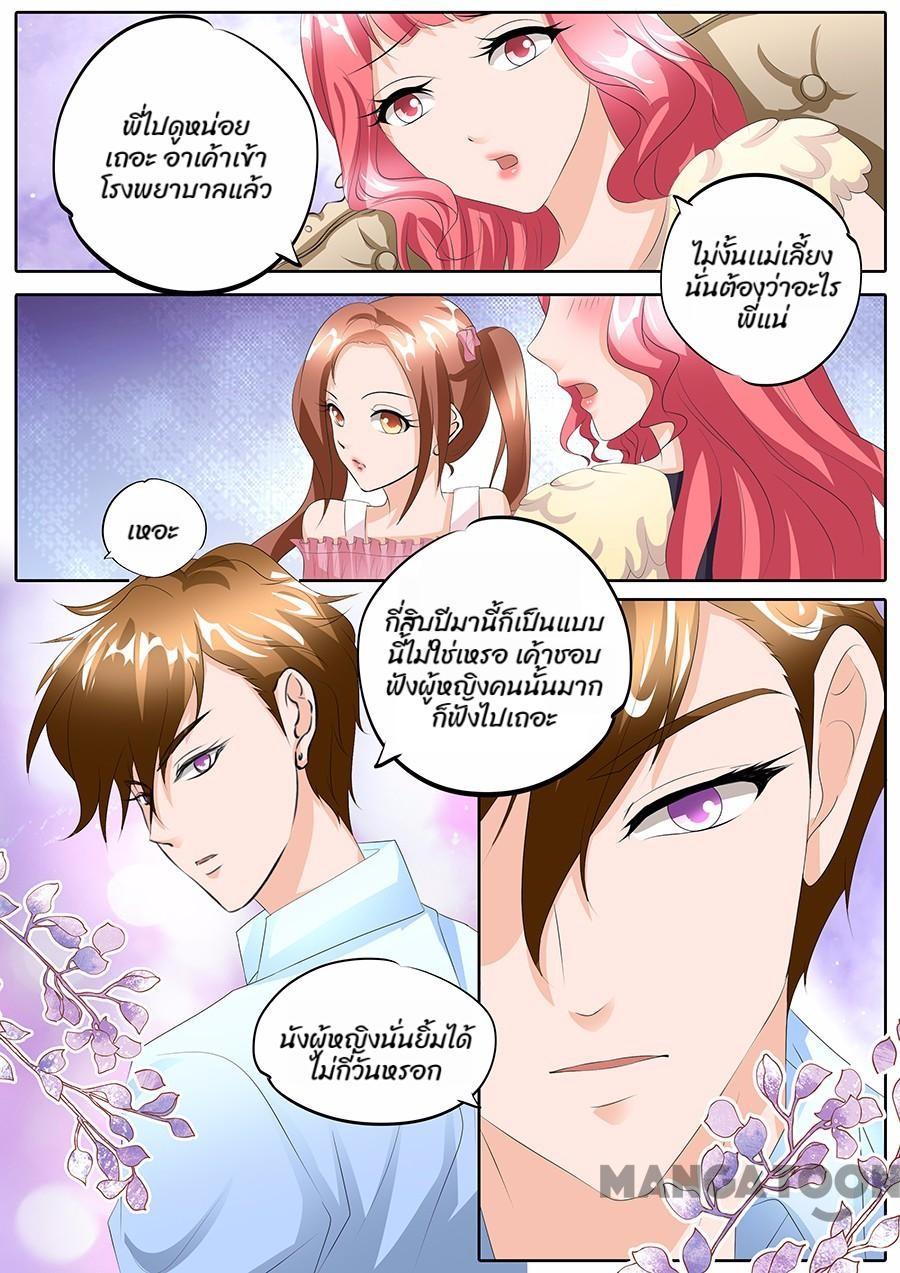 พี่ไปดูหน่อย
เถอะ อาเค้าเข้า
โรงพยาบาลแล้ว
ไม่งั้นแม่เลี้ยง
นั่นต้องว่าอะไร
พี่แน่
เหอะ
กี่สิบปีมานี้ก็เป็นแบบ
นี้ไม่ใช่เหรอ เค้าชอบ
ฟังผู้หญิงคนนั้นมาก
ก็ฟังไปเถอะ
นังผู้หญิงนั่นยิ้มได้
ไม่กี่วันหรอก
MANGATOON